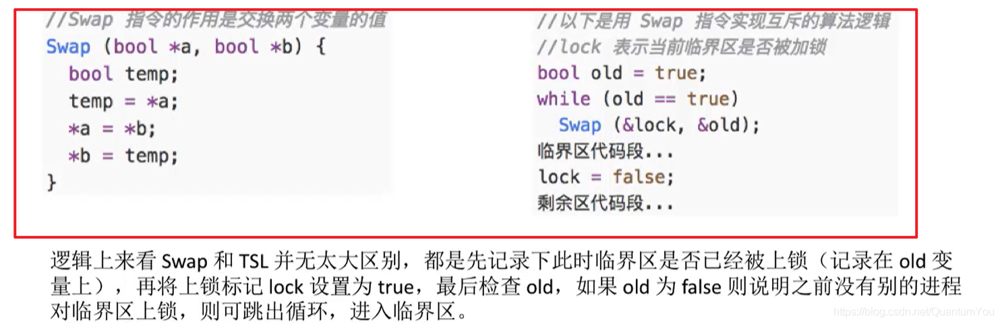 //Swap 指令的作用是交换两个变量的值
Swap (bool *a, bool *b) {
  bool temp;
  temp = *a;
  *a = *b;
  *b = temp;
}
//以下是用 Swap 指令实现互斥的算法逻辑
//lock 表示当前临界区是否被加锁
bool old = true;
while (old == true)
  Swap (&lock, &old);
临界区代码段...
lock = false;
剩余区代码段...
逻辑上来看 Swap 和 TSL 并无太大区别，都是先记录下此时临界区是否已经被上锁（记录在 old 变
量上），再将上锁标记 lock 设置为 true，最后检查 old，如果 old 为 false 则说明之前没有别的进程
对临界区上锁，则可跳出循环，进入临界区。
https://blog.csdn.net/QuantumYou